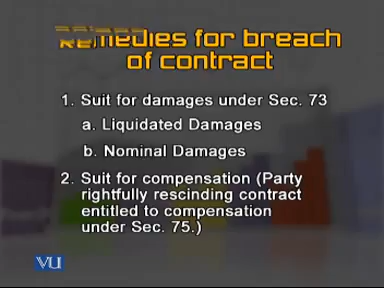 Remedies for breach
of contract
1. Suit for damages under Sec. 73
a. Liquidated Damages
b. Nominal Damages
2. Suit for compensation (Party
rightfully rescinding contract
entitled to compensation
under Sec. 75.)
VU